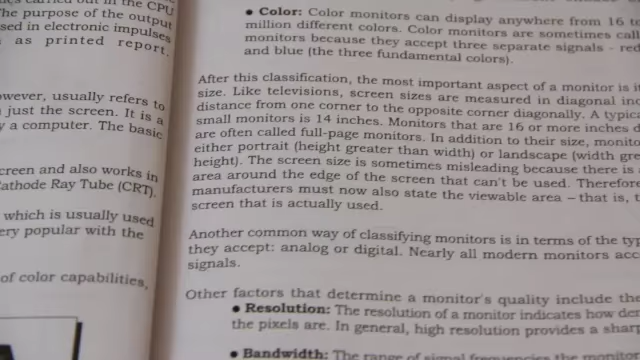 carried out in the CPU
The purpose of the output
sed in electronic impulses
as printed report.
owever, usually refers to
just the screen. It is a
y a computer. The basic
creen and also works in
athode Ray Tube (CRT).
which is usually used
ery popular with the
of color capabilities,
• Color: Color monitors can display anywhere from 16
million different colors. Color monitors are sometimes call
monitors because they accept three separate signals - red
and blue (the three fundamental colors).
After this classification, the most important aspect of a monitor is it
size. Like televisions, screen sizes are measured in diagonal inc
distance from one corner to the opposite corner diagonally. A typica
small monitors is 14 inches. Monitors that are 16 or more inches d
are often called full-page monitors. In addition to their size, monito
either portrait (height greater than width) or landscape (width gre
height). The screen size is sometimes misleading because there is
area around the edge of the screen that can't be used. Therefore
manufacturers must now also state the viewable area – that is, t
screen that is actually used.
Another common way of classifying monitors is in terms of the typ
they accept: analog or digital. Nearly all modern monitors acc
signals.
Other factors that determine a monitor's quality include the
• Resolution: The resolution of a monitor indicates how den
the pixels are. In general, high resolution provides a sharp
• Bandwidth: The range of signal frequencies the monitor